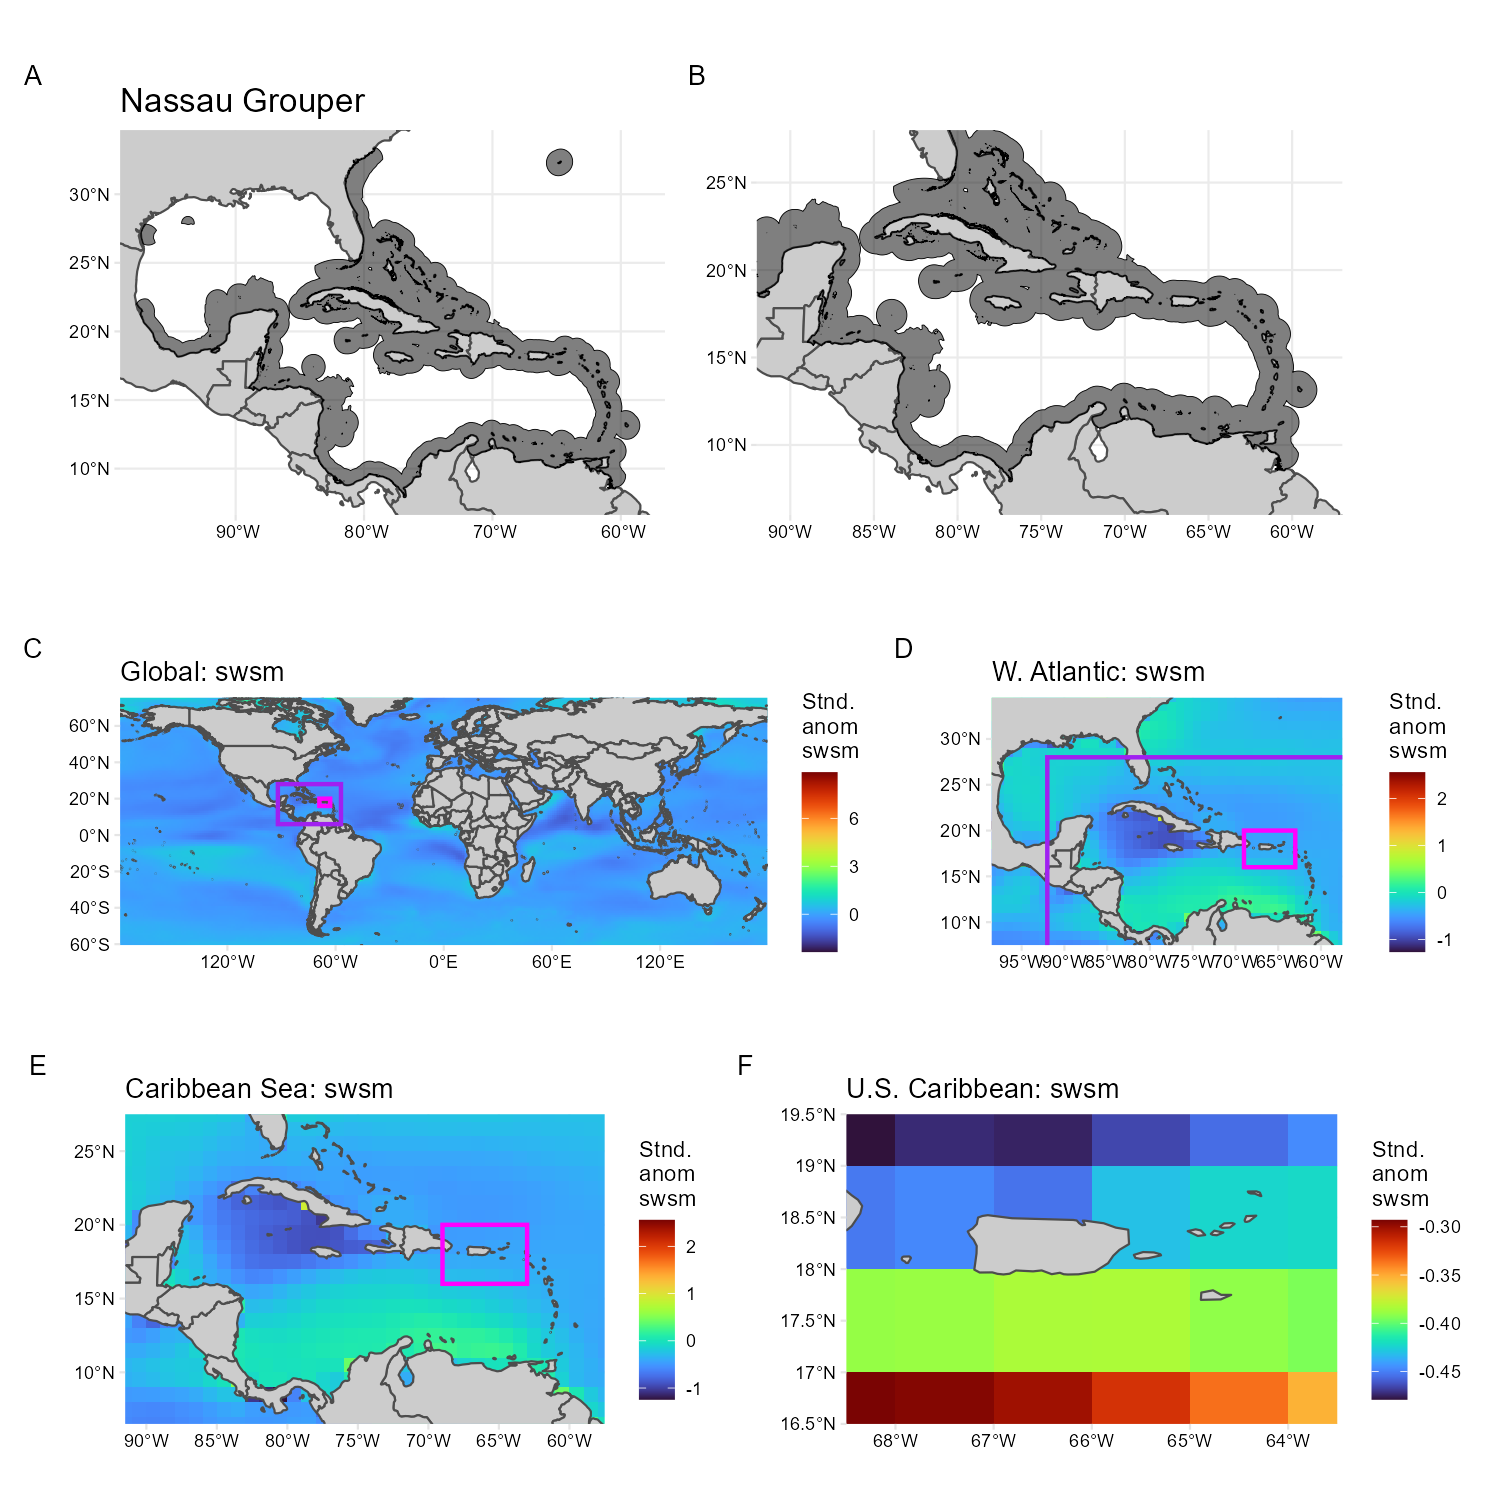 A
Nassau Grouper
30°N
25°N
20°N
15°N
10°N
90°W 80°W 70°W 60°W
B
25°N
20°N
15°N
10°N
90°W 85°W 80°W 75°W 70°W 65°W 60°W
C
Global: swsm
60°N
40°N
20°N
0°N
20°S
40°S
60°S
120°W 60°W 0°E 60°E 120°E
Stnd.
anom
swsm
6
3
0
D
W. Atlantic: swsm
30°N
25°N
20°N
15°N
10°N
95°W 90°W 85°W 80°W 75°W 70°W 65°W 60°W
Stnd.
anom
swsm
2
1
0
-1
E
Caribbean Sea: swsm
25°N
20°N
15°N
10°N
90°W 85°W 80°W 75°W 70°W 65°W 60°W
Stnd.
anom
swsm
2
1
0
-1
F
U.S. Caribbean: swsm
19.5°N
19°N
18.5°N
18°N
17.5°N
17°N
16.5°N
68°W 67°W 66°W 65°W 64°W
Stnd.
anom
swsm
-0.30
-0.35
-0.40
-0.45